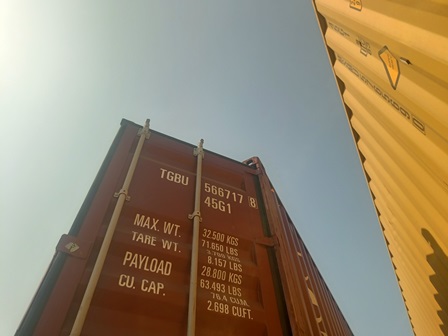 TGBU 566717 8
45G1
MAX. WT. 32.500 KGS
71.650 LBS
TARE WT. 3.700 KGS
8.157 LBS
PAYLOAD 28.800 KGS
63.493 LBS
CU. CAP. 76.4 CU.M.
2.698 CU.FT.